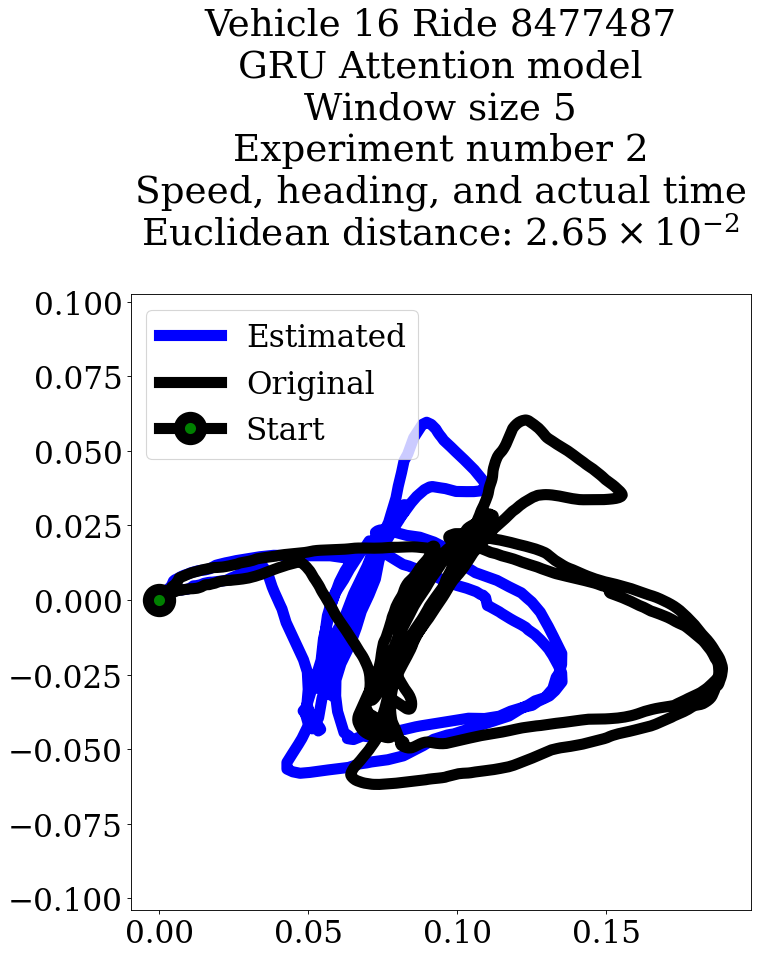 Vehicle 16 Ride 8477487
GRU Attention model
Window size 5
Experiment number 2
Speed, heading, and actual time
Euclidean distance: 2.65 × 10⁻²
0.100
0.075
0.050
0.025
0.000
−0.025
−0.050
−0.075
−0.100
Estimated
Original
Start
0.00 0.05 0.10 0.15